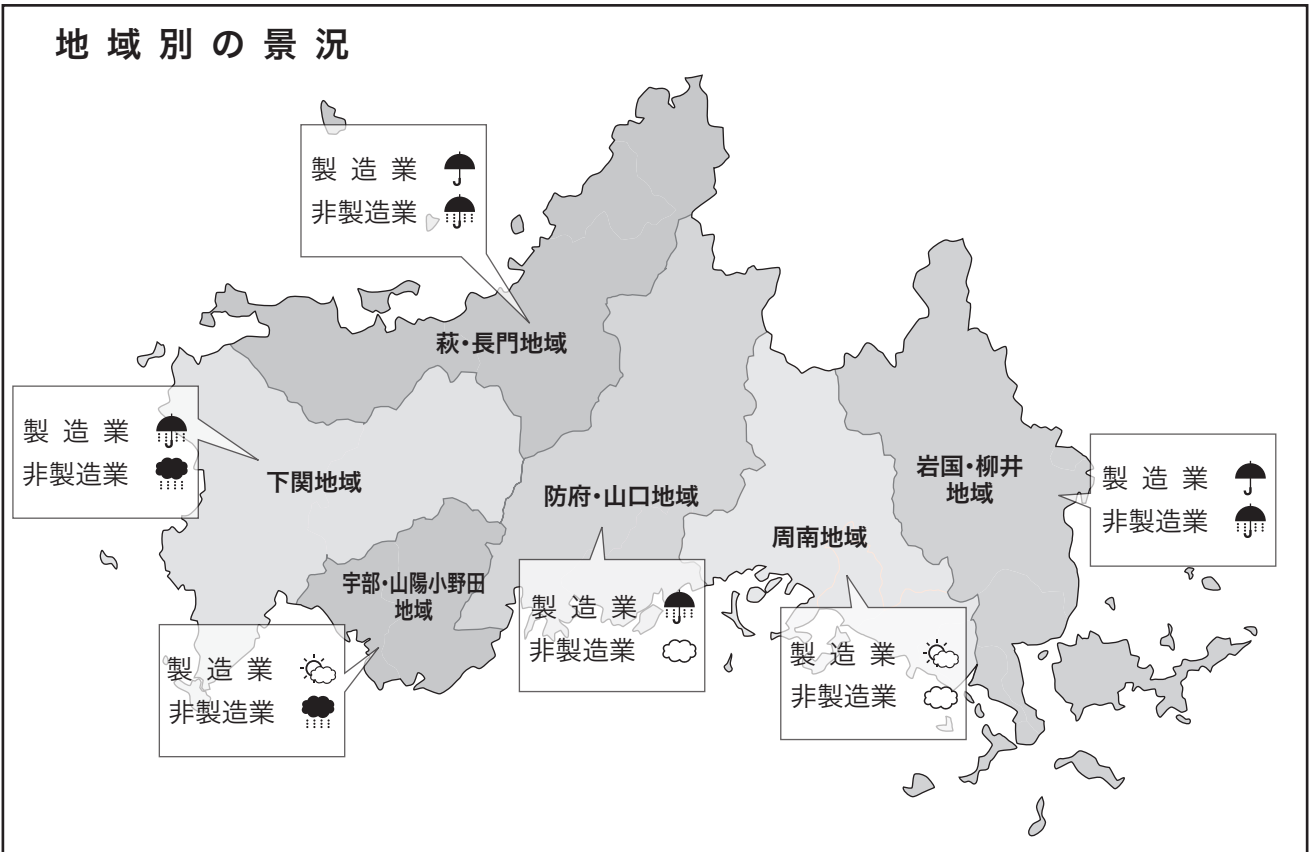 地域別の景況
製造業
非製造業
萩・長門地域
製造業
非製造業
下関地域
防府・山口地域
岩国・柳井
地域
製造業
非製造業
周南地域
宇部・山陽小野田
地域
製造業
非製造業
製造業
非製造業
製造業
非製造業